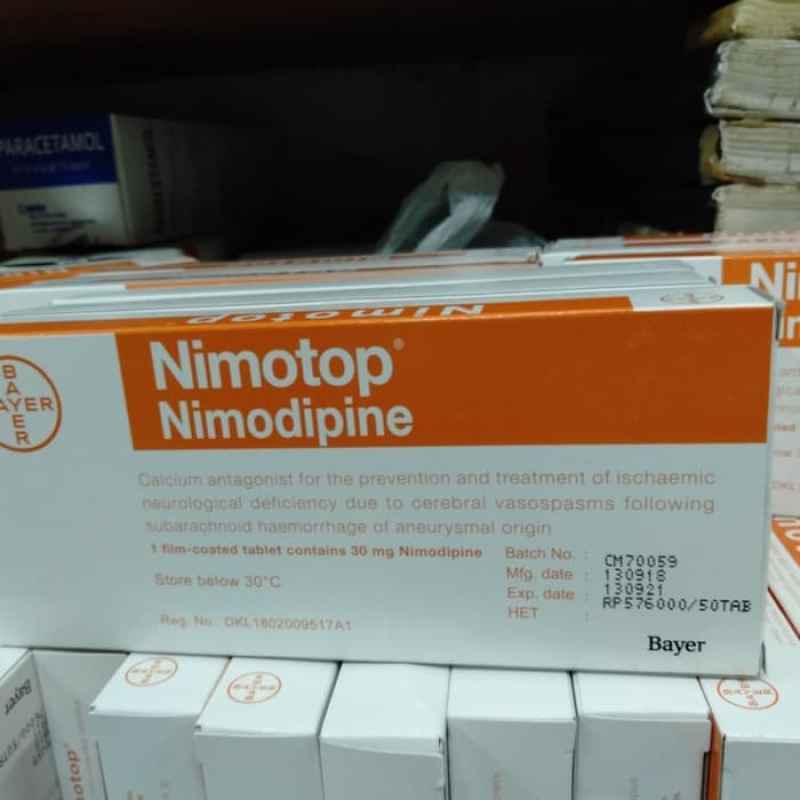 PARACETAMOL
Nimotop
BAYER
BAYER
Nimotop®
Nimodipine
Calcium antagonist for the prevention and treatment of ischaemic
neurological deficiency due to cerebral vasospasms following
subarachnoid haemorrhage of aneurysmal origin
1 film-coated tablet contains 30 mg Nimodipine
Store below 30°C
Reg. No. DKL1802009517A1
Batch No. : CM70059
Mfg. date : 130918
Exp. date : 130921
HET : RP576000/50TAB
Bayer
Bayer